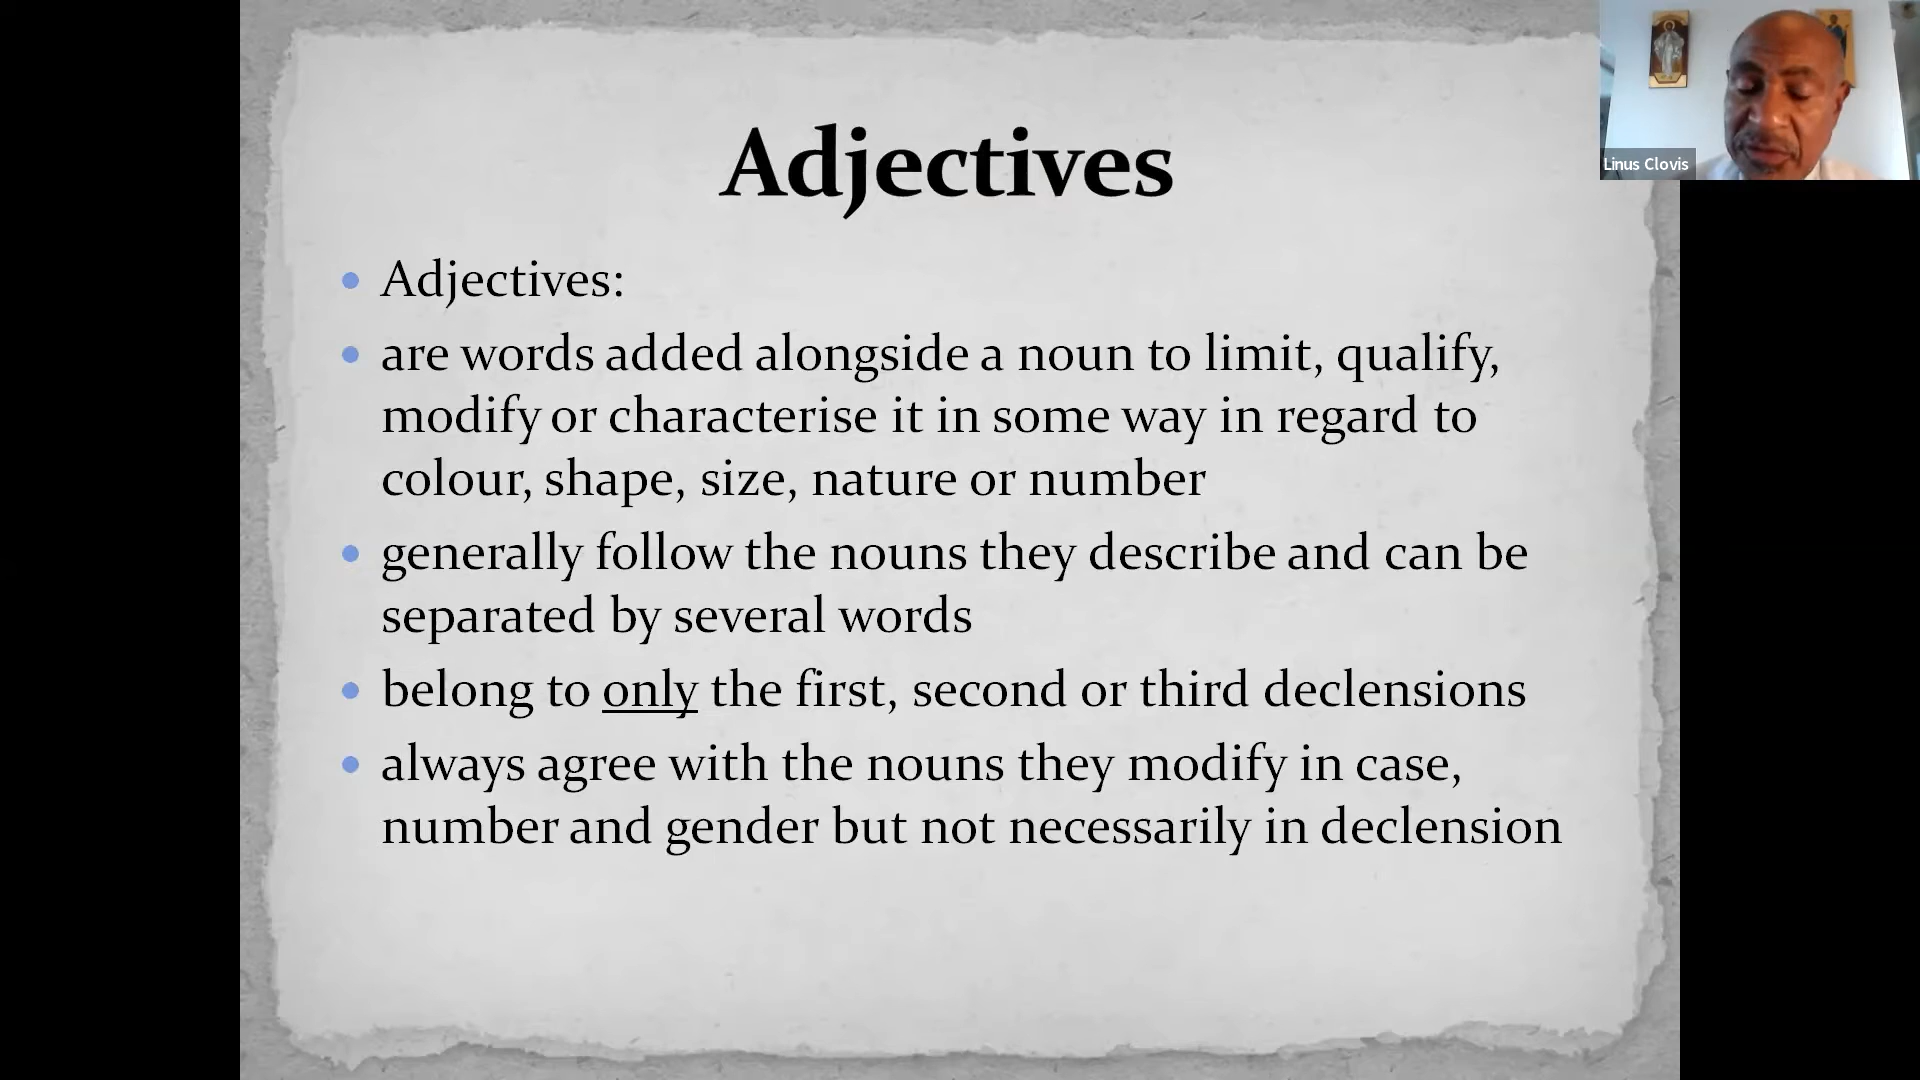 Adjectives
Adjectives:
are words added alongside a noun to limit, qualify,
modify or characterise it in some way in regard to
colour, shape, size, nature or number
generally follow the nouns they describe and can be
separated by several words
belong to only the first, second or third declensions
always agree with the nouns they modify in case,
number and gender but not necessarily in declension
Linus Clovis